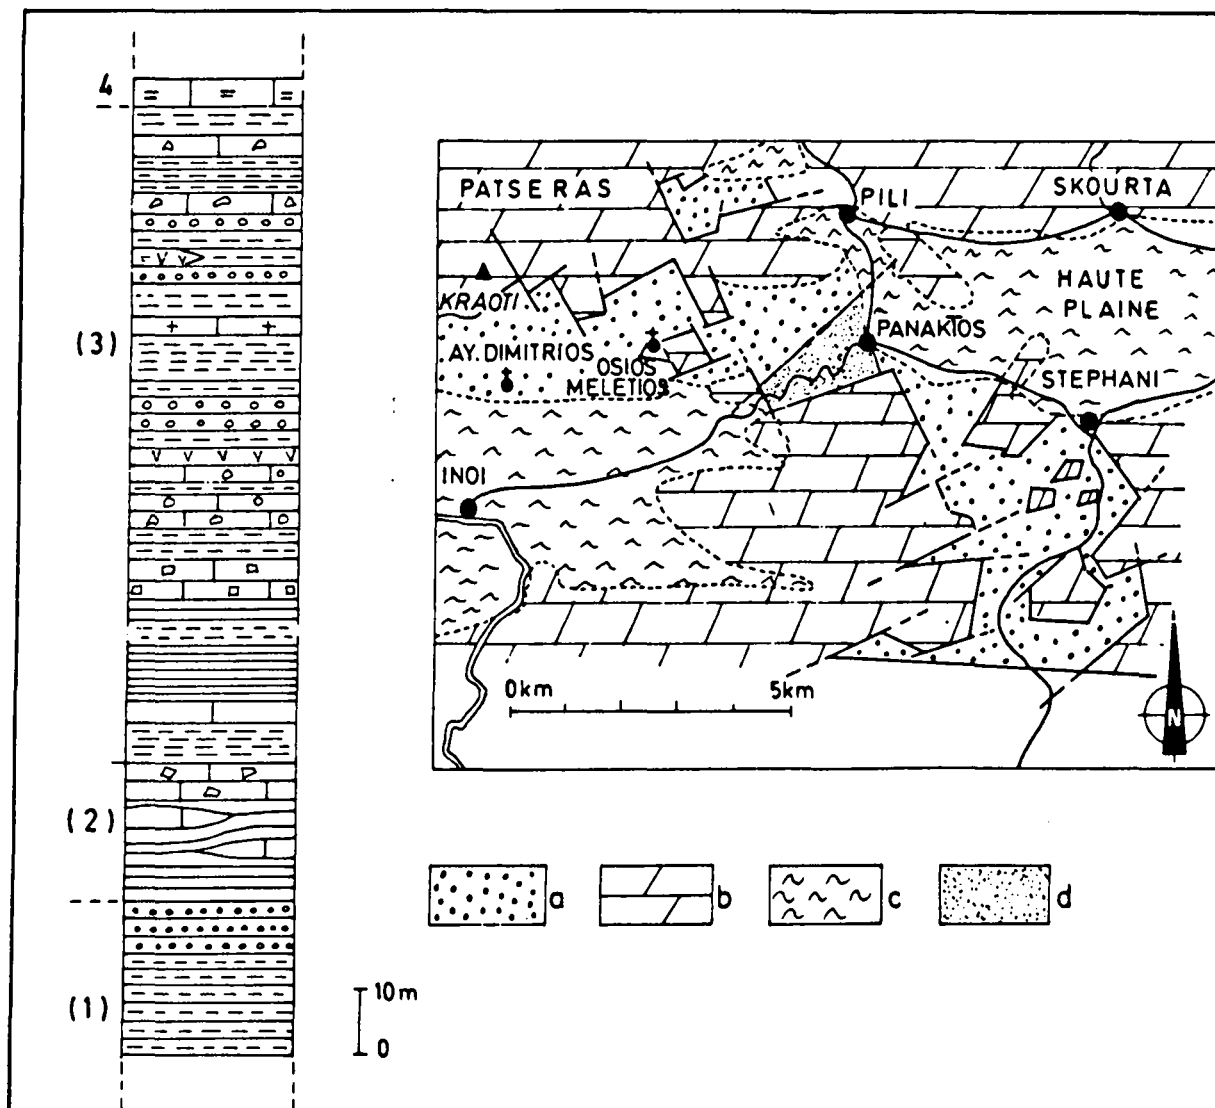 4
(3)
(2)
(1)
10m
0
PATSERAS
PILI
SKOURTA
KRAOTI
HAUTE
PLAINE
PANAKTOS
AY. DIMITRIOS
OSIOS
MELETIOS
STEPHANI
INOI
0km 5km
N
a b c d